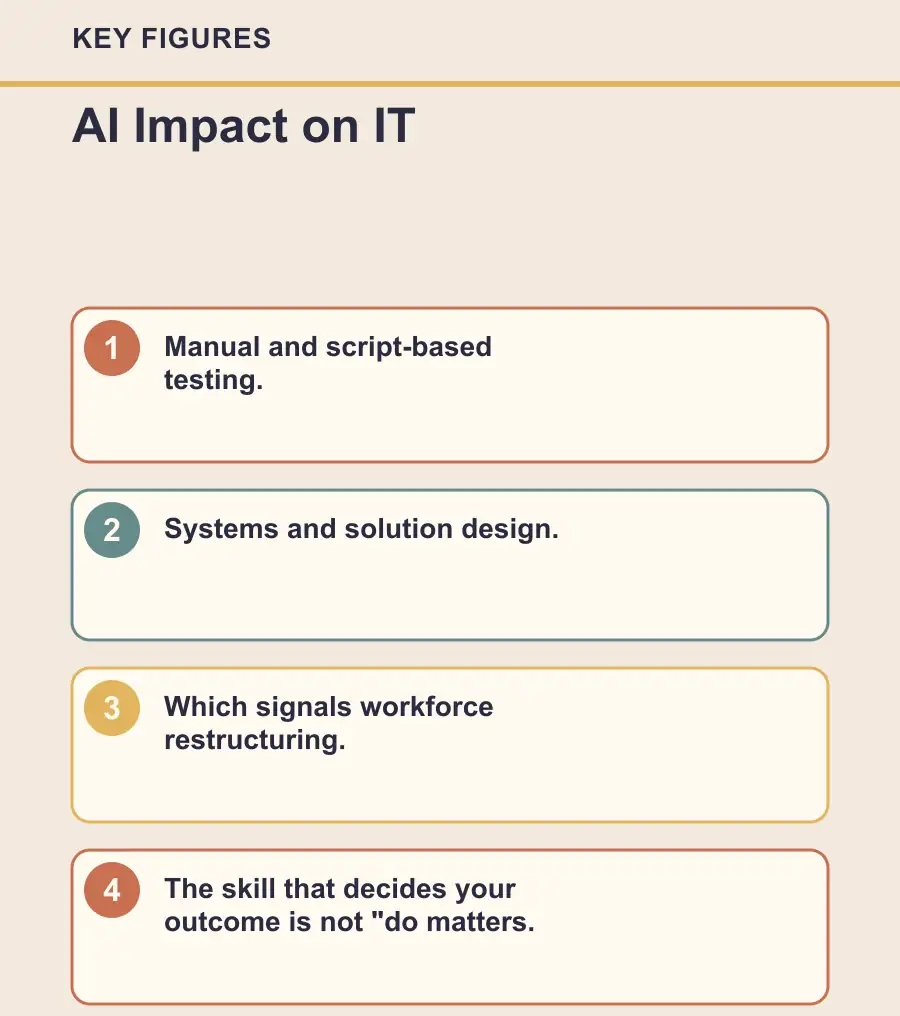 KEY FIGURES
AI Impact on IT
1
Manual and script-based
testing.
2
Systems and solution design.
3
Which signals workforce
restructuring.
4
The skill that decides your
outcome is not "do matters.